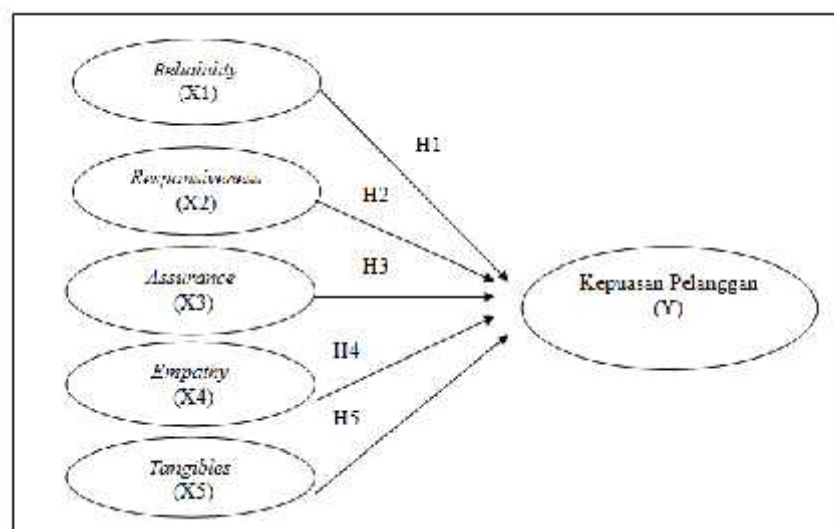 Reliability
(X1)
H1
Responsiveness
(X2)
H2
Assurance
(X3)
H3
Kepuasan Pelanggan
(Y)
Empathy
(X4)
H4
H5
Tangibles
(X5)